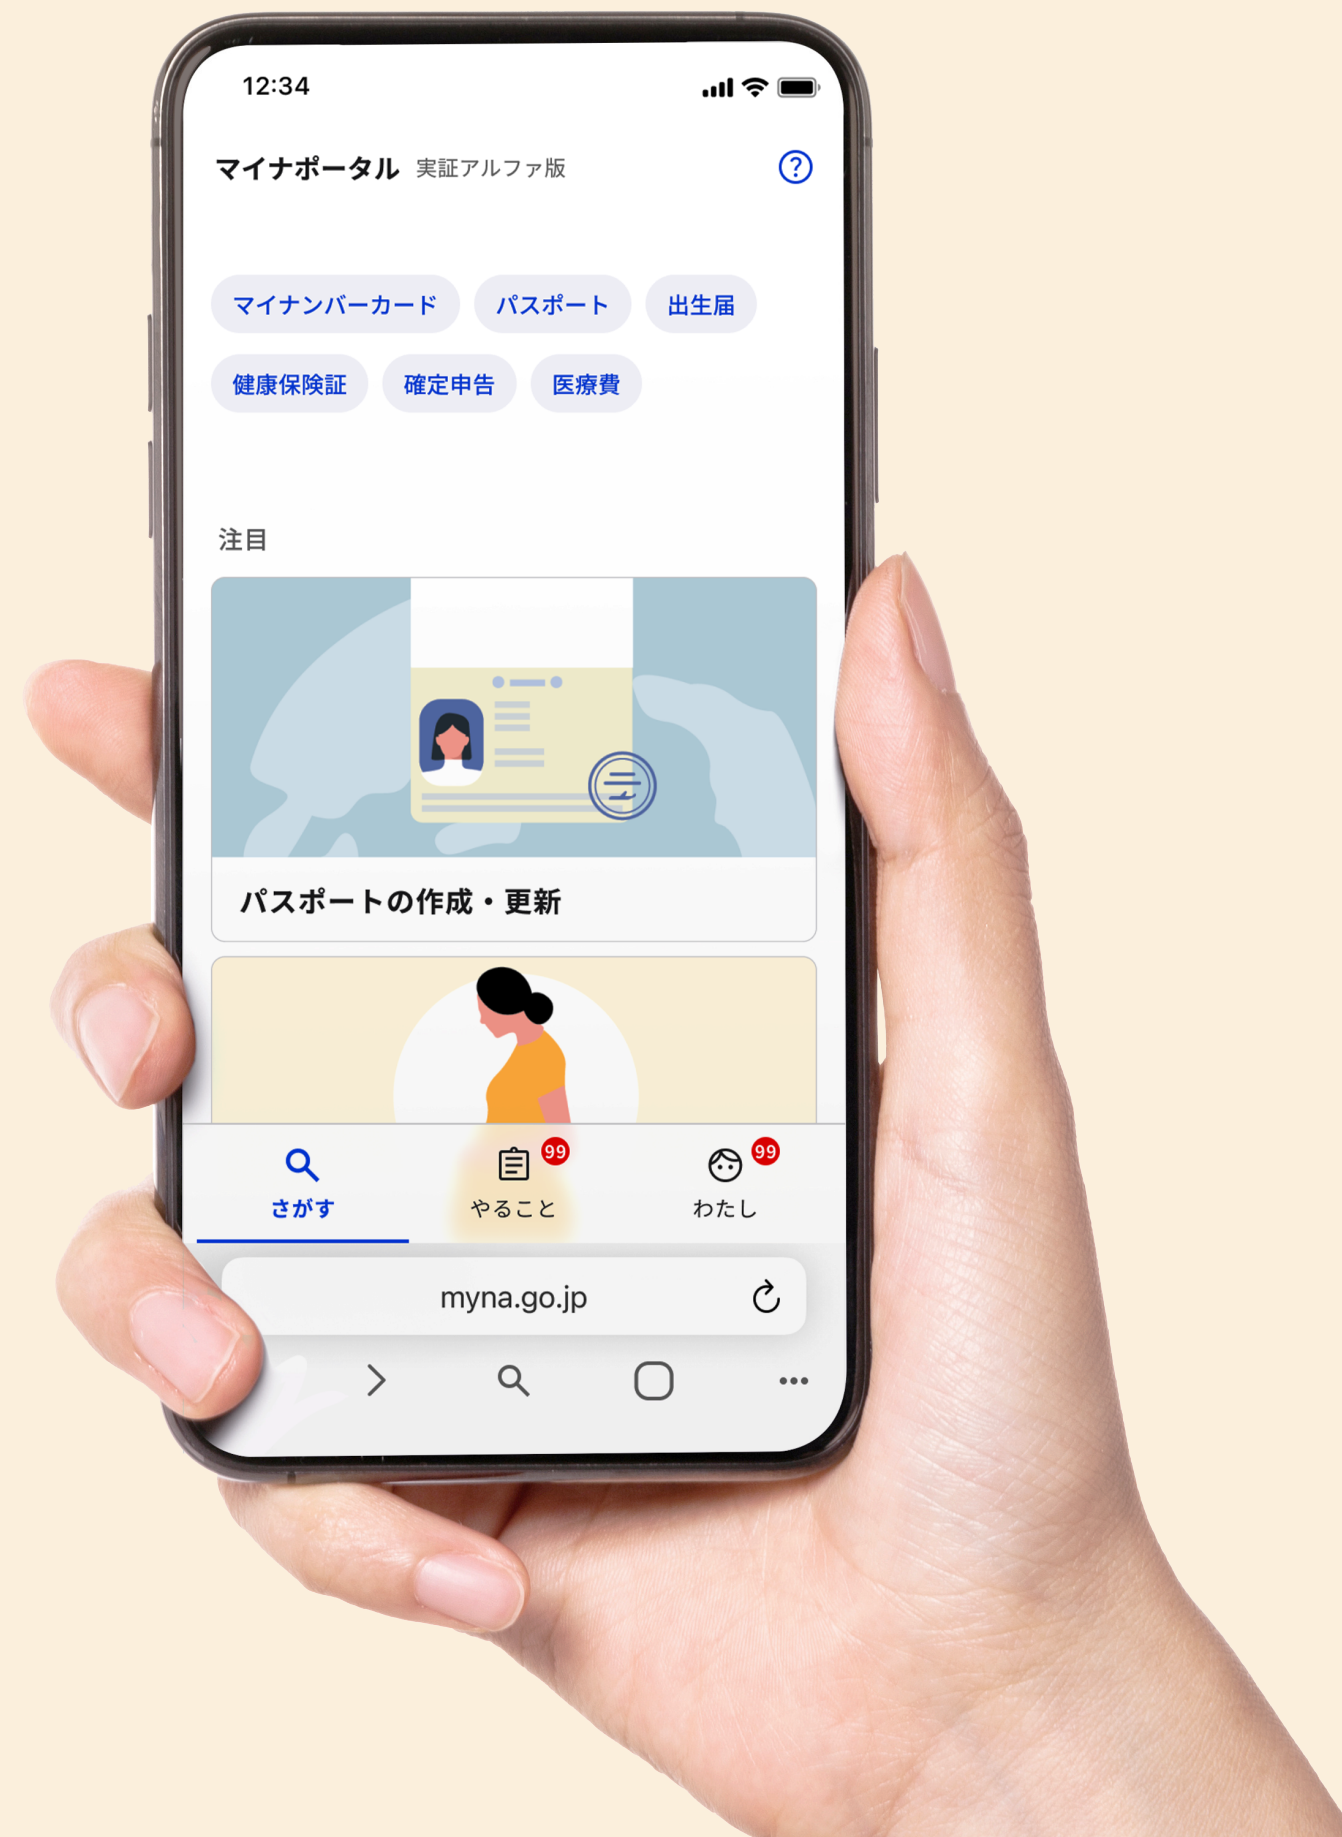 12:34
マイナポータル 実証アルファ版
マイナンバーカード パスポート 出生届
健康保険証 確定申告 医療費
注目
パスポートの作成・更新
99 99
さがす やること わたし
myna.go.jp